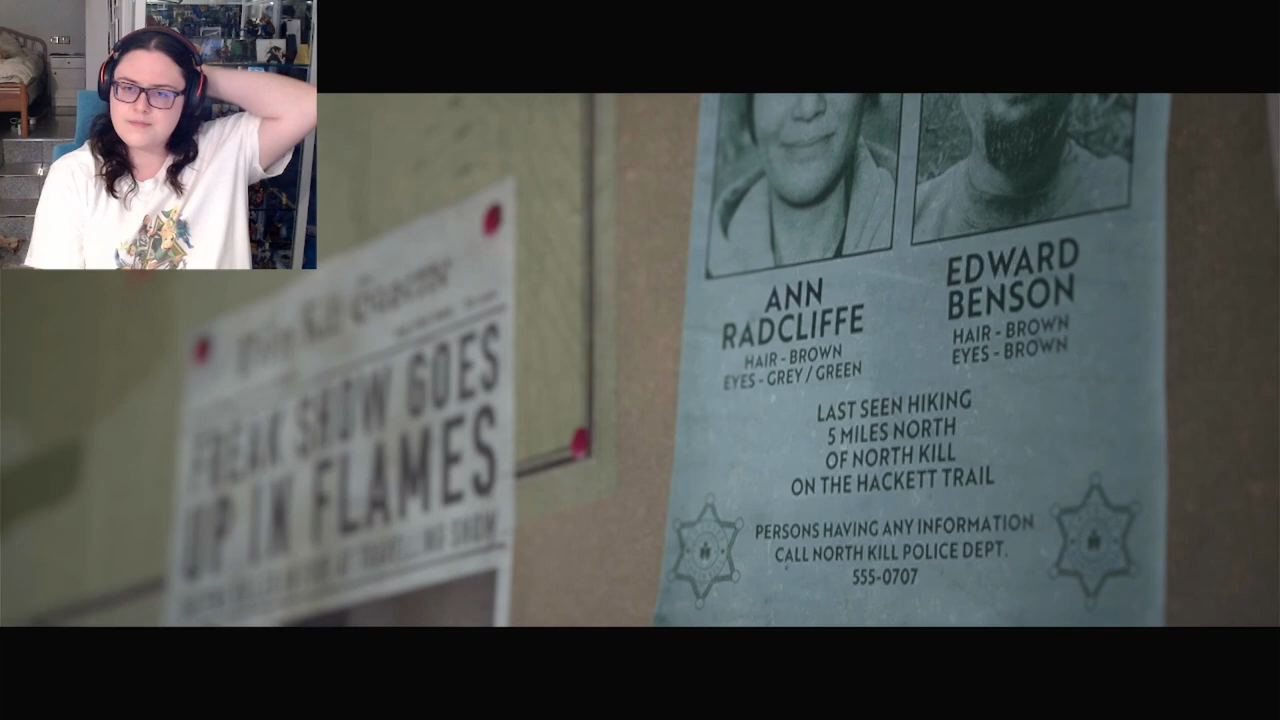 FREAK SHOW GOES
UP IN FLAMES
ANN
RADCLIFFE
HAIR - BROWN
EYES - GREY / GREEN
EDWARD
BENSON
HAIR - BROWN
EYES - BROWN
LAST SEEN HIKING
5 MILES NORTH
OF NORTH KILL
ON THE HACKETT TRAIL
PERSONS HAVING ANY INFORMATION
CALL NORTH KILL POLICE DEPT.
555-0707